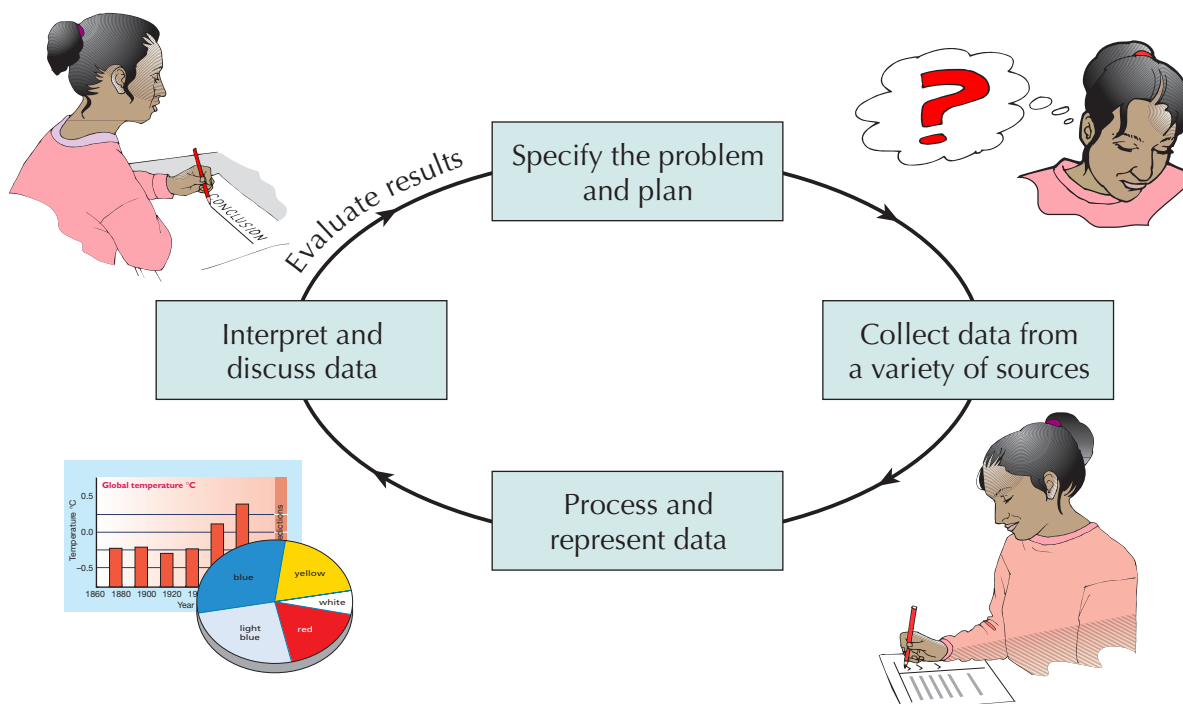 Specify the problem
and plan
Evaluate results
CONCLUSION
Interpret and
discuss data
Collect data from
a variety of sources
Process and
represent data
Global temperature °C
Temperature °C
0.5
0.0
−0.5
1860 1880 1900 1920
Year
blue
yellow
white
light
blue
red
?